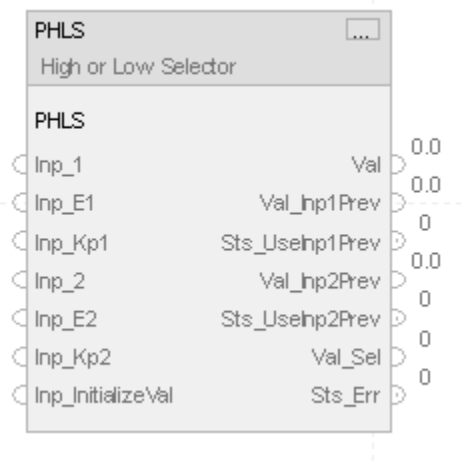 PHLS ...
High or Low Selector
PHLS
Inp_1 Val 0.0
Inp_E1 Val_Inp1Prev 0.0
Inp_Kp1 Sts_UseInp1Prev 0
Inp_2 Val_Inp2Prev 0.0
Inp_E2 Sts_UseInp2Prev 0
Inp_Kp2 Val_Sel 0
Inp_InitializeVal Sts_Err 0